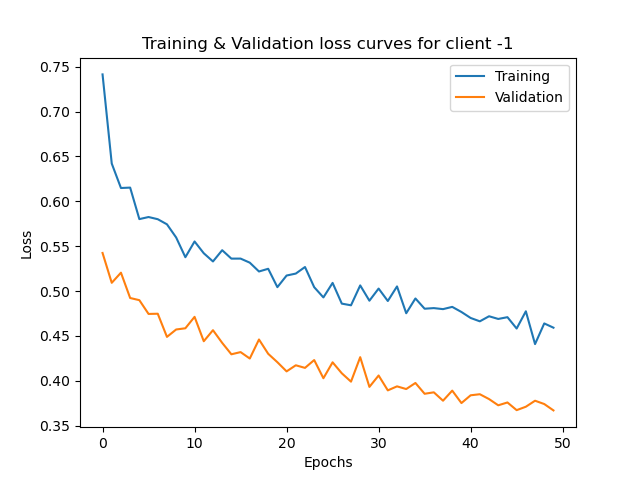 Training & Validation loss curves for client -1
Training
Validation
Loss
0.75
0.70
0.65
0.60
0.55
0.50
0.45
0.40
0.35
0 10 20 30 40 50
Epochs